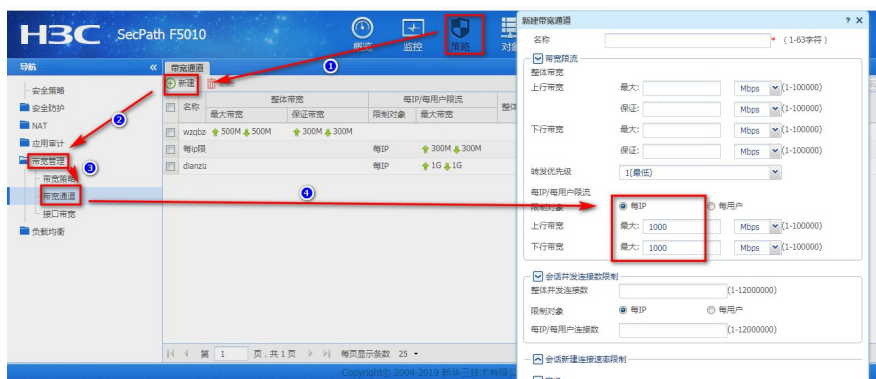 H3C SecPath F5010
概览
监控
策略
对象
导航 «
安全策略
安全防护
NAT
应用审计
带宽管理
带宽策略
带宽通道
接口带宽
负载均衡
带宽通道
新建
1
2
3
4
名称 整体带宽 每IP/每用户限流 整体
最大带宽 保证带宽 限制对象 最大带宽
wzqbz 500M 500M 300M 300M
每ip限 每IP 300M 300M
dianziz 每IP 1G 1G
第 1 页,共1页 每页显示条数 25
Copyright© 2004-2019 新华三技术有限公
新建带宽通道 ? ×
名称 * (1-63字符)
带宽限流
整体带宽
上行带宽 最大: Mbps (1-100000)
保证: Mbps (1-100000)
下行带宽 最大: Mbps (1-100000)
保证: Mbps (1-100000)
转发优先级 1(最低)
每IP/每用户限流
限制对象 每IP 每用户
上行带宽 最大: 1000 Mbps (1-100000)
下行带宽 最大: 1000 Mbps (1-100000)
会话并发连接数限制
整体并发连接数 (1-12000000)
限制对象 每IP 每用户
每IP/每用户连接数 (1-12000000)
会话新建连接速率限制